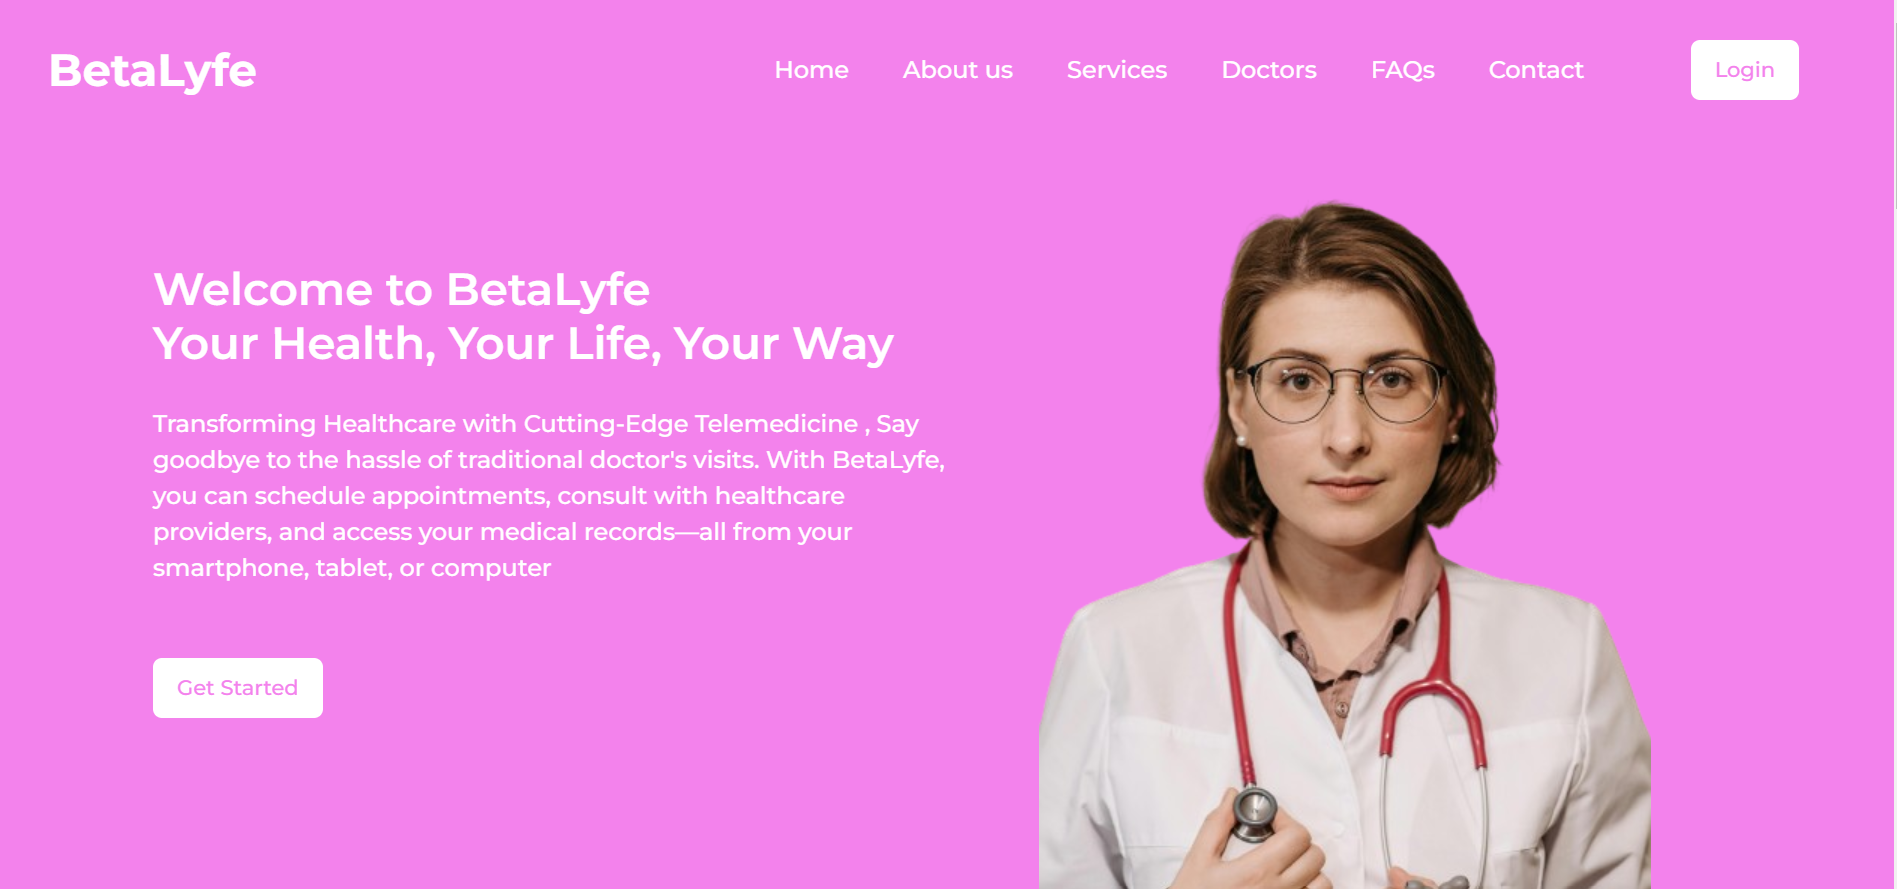 BetaLyfe
Home
About us
Services
Doctors
FAQs
Contact
Login
Welcome to BetaLyfe
Your Health, Your Life, Your Way
Transforming Healthcare with Cutting-Edge Telemedicine , Say
goodbye to the hassle of traditional doctor's visits. With BetaLyfe,
you can schedule appointments, consult with healthcare
providers, and access your medical records—all from your
smartphone, tablet, or computer
Get Started